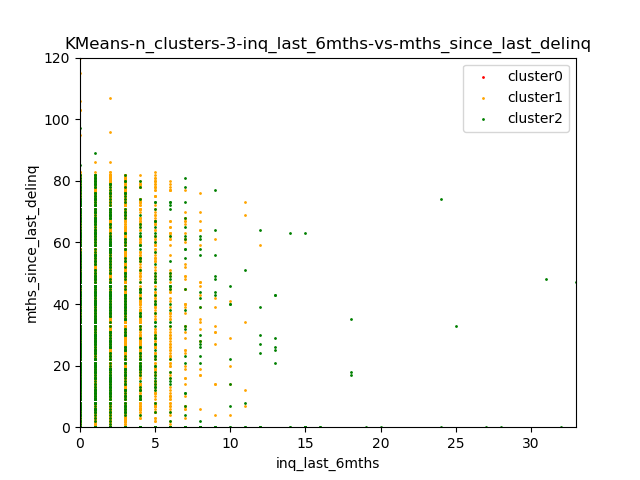 KMeans-n_clusters-3-inq_last_6mths-vs-mths_since_last_delinq
120
100
80
60
40
20
0
mths_since_last_delinq
cluster0
cluster1
cluster2
0 5 10 15 20 25 30
inq_last_6mths